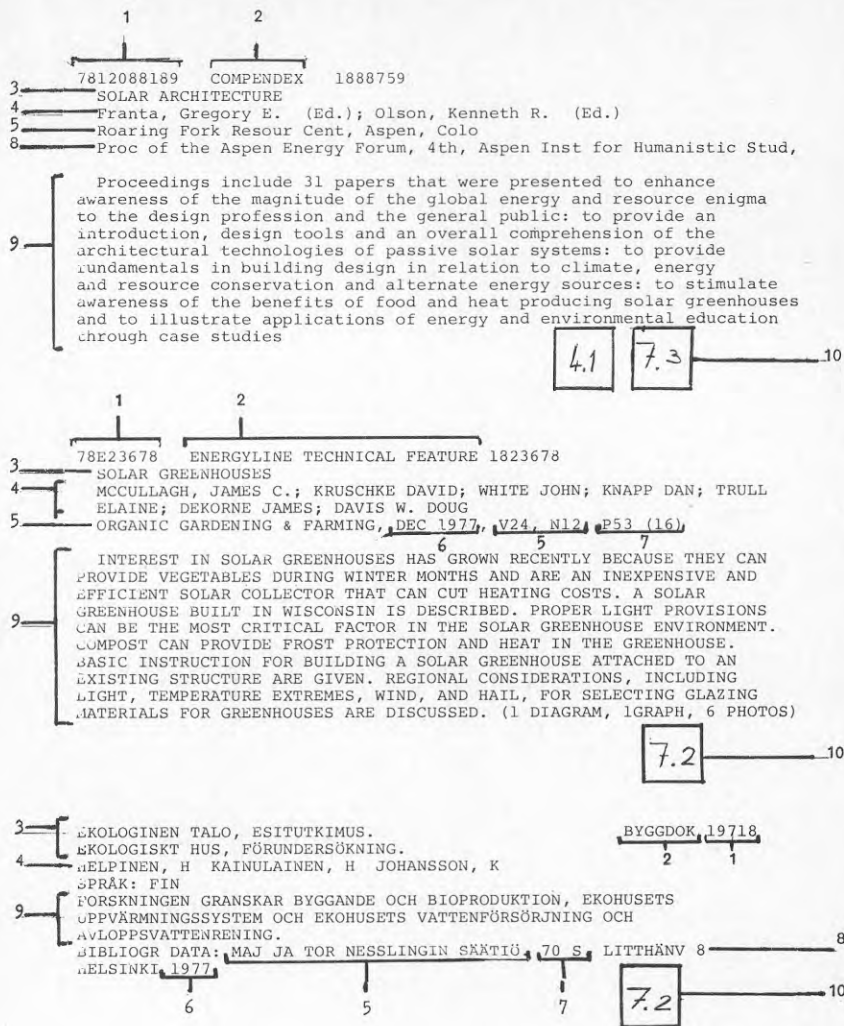 1 2
7812088189 COMPENDEX 1888759
3 SOLAR ARCHITECTURE
4 Franta, Gregory E. (Ed.); Olson, Kenneth R. (Ed.)
5 Roaring Fork Resour Cent, Aspen, Colo
8 Proc of the Aspen Energy Forum, 4th, Aspen Inst for Humanistic Stud,
Proceedings include 31 papers that were presented to enhance
awareness of the magnitude of the global energy and resource enigma
to the design profession and the general public: to provide an
introduction, design tools and an overall comprehension of the
9 architectural technologies of passive solar systems: to provide
fundamentals in building design in relation to climate, energy
and resource conservation and alternate energy sources: to stimulate
awareness of the benefits of food and heat producing solar greenhouses
and to illustrate applications of energy and environmental education
through case studies
4.1 7.3 10
1 2
78E23678 ENERGYLINE TECHNICAL FEATURE 1823678
3 SOLAR GREENHOUSES
4 MCCULLAGH, JAMES C.; KRUSCHKE DAVID; WHITE JOHN; KNAPP DAN; TRULL
ELAINE; DEKORNE JAMES; DAVIS W. DOUG
5 ORGANIC GARDENING & FARMING, DEC 1977, V24, N12, P53 (16)
6 5 7
INTEREST IN SOLAR GREENHOUSES HAS GROWN RECENTLY BECAUSE THEY CAN
PROVIDE VEGETABLES DURING WINTER MONTHS AND ARE AN INEXPENSIVE AND
EFFICIENT SOLAR COLLECTOR THAT CAN CUT HEATING COSTS. A SOLAR
GREENHOUSE BUILT IN WISCONSIN IS DESCRIBED. PROPER LIGHT PROVISIONS
9 CAN BE THE MOST CRITICAL FACTOR IN THE SOLAR GREENHOUSE ENVIRONMENT.
COMPOST CAN PROVIDE FROST PROTECTION AND HEAT IN THE GREENHOUSE.
BASIC INSTRUCTION FOR BUILDING A SOLAR GREENHOUSE ATTACHED TO AN
EXISTING STRUCTURE ARE GIVEN. REGIONAL CONSIDERATIONS, INCLUDING
LIGHT, TEMPERATURE EXTREMES, WIND, AND HAIL, FOR SELECTING GLAZING
MATERIALS FOR GREENHOUSES ARE DISCUSSED. (1 DIAGRAM, 1GRAPH, 6 PHOTOS)
7.2 10
3 EKOLOGINEN TALO, ESITUTKIMUS. BYGGDOK 19718
EKOLOGISKT HUS, FÖRUNDERSÖKNING. 2 1
4 HELPINEN, H KAINULAINEN, H JOHANSSON, K
SPRÅK: FIN
9 FORSKNINGEN GRANSKAR BYGGANDE OCH BIOPRODUKTION, EKOHUSETS
UPPVÄRMNINGSSYSTEM OCH EKOHUSETS VATTENFÖRSÖRJNING OCH
AVLOPPSVATTENRENING.
BIBLIOGR DATA: MAJ JA TOR NESSLINGIN SÄÄTIÖ 70 S LITTHÄNV 8 8
HELSINKI 1977
6 5 7 7.2 10